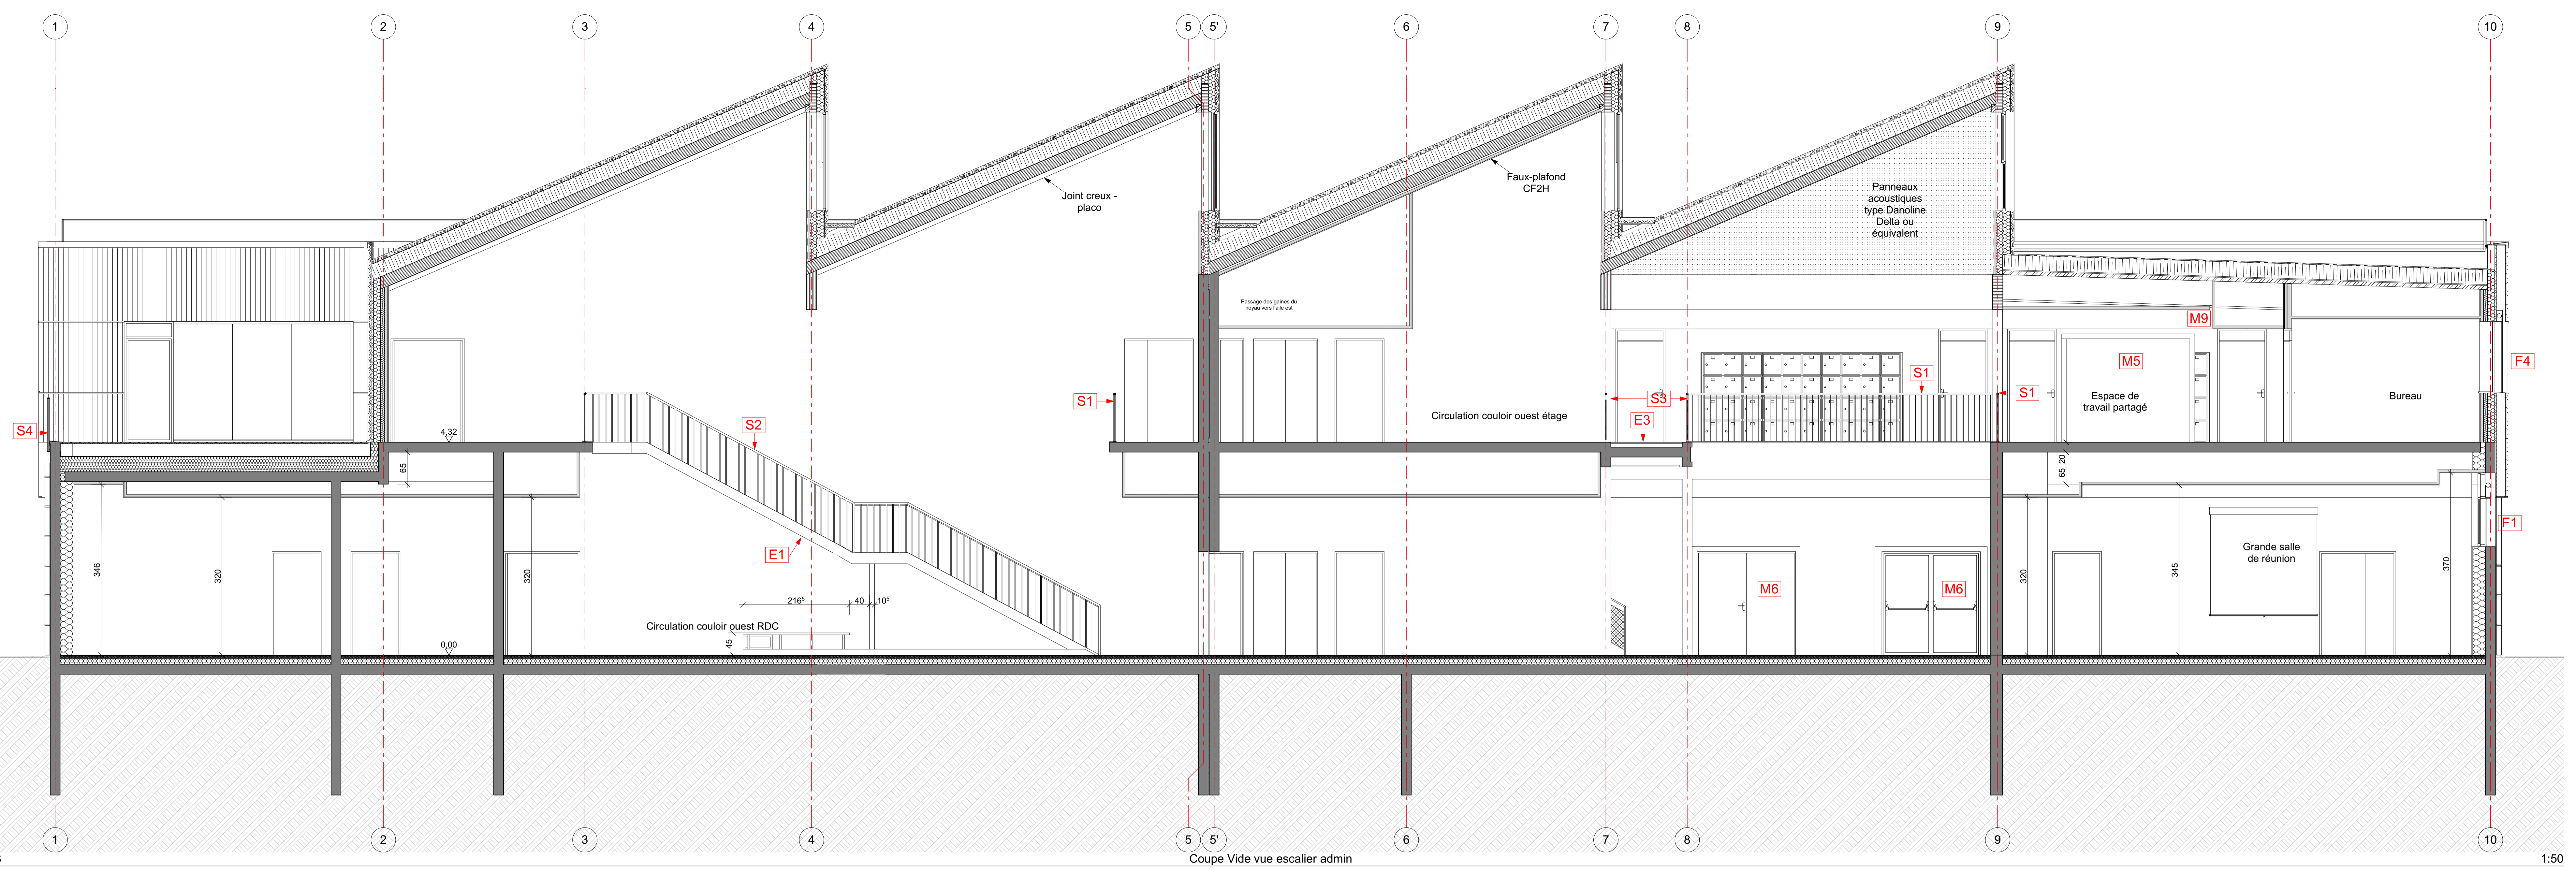 1 2 3 4 5 5' 6 7 8 9 10
Joint creux -
placo
Faux-plafond
CF2H
Panneaux
acoustiques
type Danoline
Delta ou
équivalent
Passage des gaines du
noyau vers l'aile est
M9
M5
F4
S1
S1
S1
S3
S4
S2
E3
Espace de
travail partagé
Bureau
Circulation couloir ouest étage
4,32
65
65 20
E1
F1
346
320
320
320
345
370
Grande salle
de réunion
M6
M6
216⁵ 40 10⁵
Circulation couloir ouest RDC
45
0,00
1 2 3 4 5 5' 6 7 8 9 10
Coupe Vide vue escalier admin
1:50